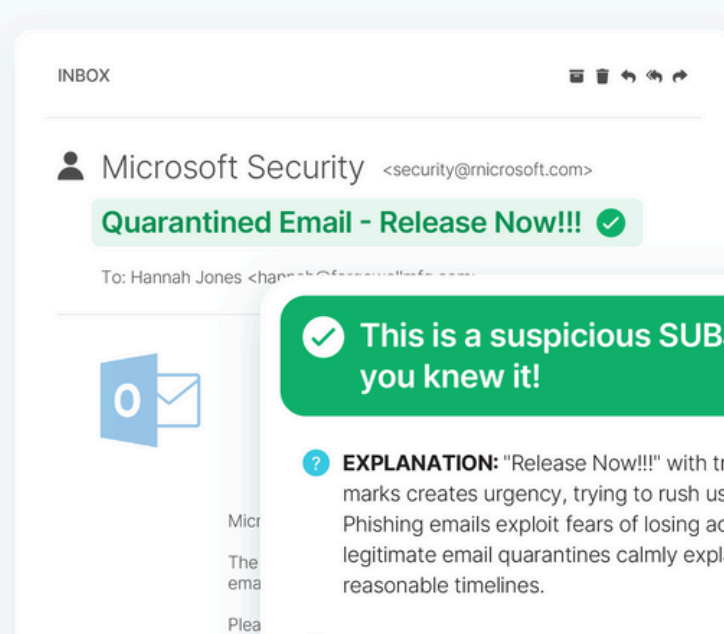 INBOX
Microsoft Security <security@rnicrosoft.com>
Quarantined Email - Release Now!!!
To: Hannah Jones
O
This is a suspicious
you knew it!
? EXPLANATION: "Release Now!!!" with
marks creates urgency, trying to rush
Phishing emails exploit fears of losing
legitimate email quarantines calmly
reasonable timelines.
The